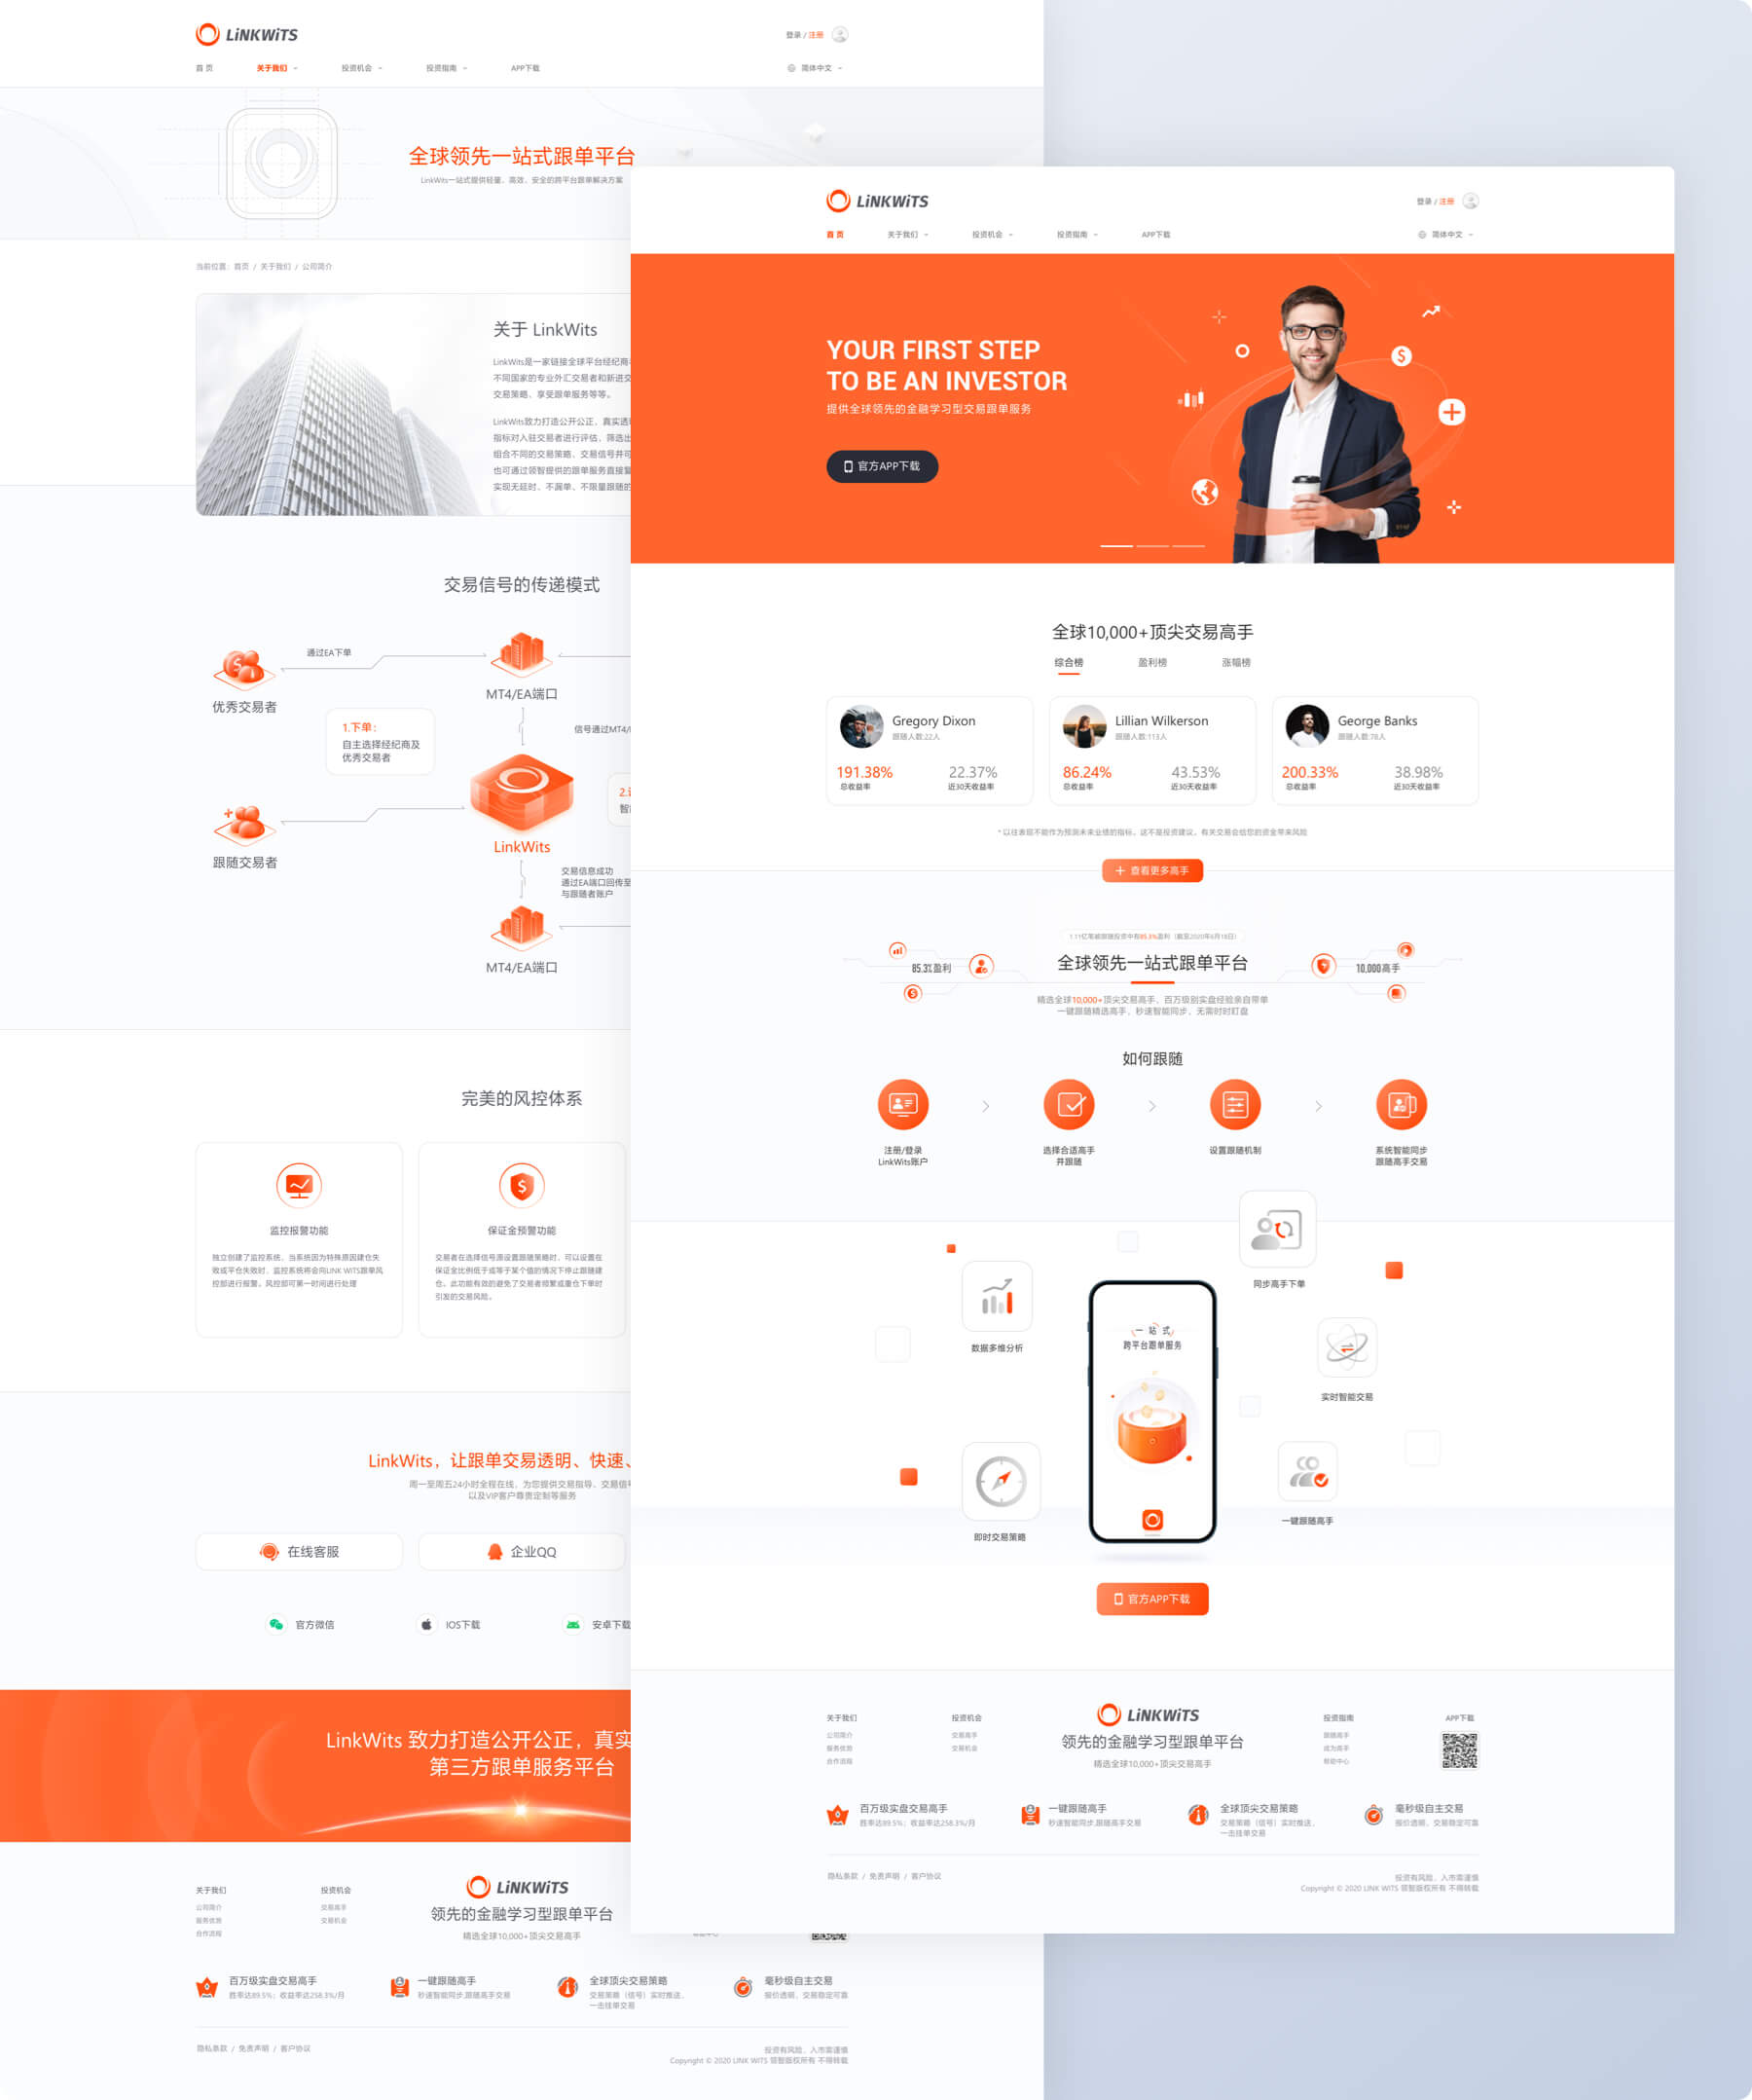 LiNKWiTS
登录 / 注册
首 页
关于我们
投资机会
投资指南
APP下载
简体中文
全球领先一站式跟单平台
LinkWits一站式提供轻量、高效、安全的跨平台跟单解决方案
当前位置：首页 / 关于我们 / 公司简介
关于 LinkWits
LinkWits是一家链接全球平台经纪商
不同国家的专业外汇交易者和新进交
交易策略、享受跟单服务等等。
LinkWits致力打造公开公正，真实透
指标对入驻交易者进行评估，筛选出
组合不同的交易策略，交易信号并可
也可通过领智提供的跟单服务直接复
实现无延时、不漏单、不限量跟随的
交易信号的传递模式
通过EA下单
优秀交易者
MT4/EA端口
1.下单：
自主选择经纪商及
优秀交易者
信号通过MT4/
跟随交易者
LinkWits
交易信息成功
通过EA端口回传至
与跟随者账户
MT4/EA端口
完美的风控体系
监控报警功能
独立创建了监控系统，当系统因为特殊原因建仓失
败或平仓失败时，监控系统将会向LINK WITS跟单风
控部进行报警，风控部可第一时间进行处理
保证金预警功能
交易者在选择信号源设置跟随策略时，可以设置在
保证金比例低于或等于某个值的情况下停止跟随建
仓，此功能有效的避免了交易者频繁或重仓下单时
引发的交易风险。
LinkWits，让跟单交易透明、快速、
周一至周五24小时全程在线，为您提供交易指导、交易信号
以及VIP客户尊贵定制等服务
在线客服
企业QQ
官方微信
IOS下载
安卓下载
LinkWits 致力打造公开公正，真实
第三方跟单服务平台
关于我们
公司简介
服务优势
合作流程
投资机会
交易高手
交易机会
LiNKWiTS
领先的金融学习型跟单平台
精选全球10,000+顶尖交易高手
百万级实盘交易高手
胜率达89.5%；收益率达258.3%/月
一键跟随高手
秒速智能同步,跟随高手交易
全球顶尖交易策略
交易策略（信号）实时推送，
一击挂单交易
毫秒级自主交易
报价透明，交易稳定可靠
隐私条款 / 免责声明 / 客户协议
投资有风险，入市需谨慎
Copyright © 2020 LINK WITS 领智版权所有 不得转载
LiNKWiTS
登录 / 注册
首 页
关于我们
投资机会
投资指南
APP下载
简体中文
YOUR FIRST STEP
TO BE AN INVESTOR
提供全球领先的金融学习型交易跟单服务
官方APP下载
全球10,000+顶尖交易高手
综合榜
盈利榜
涨幅榜
Gregory Dixon
跟随人数:22人
191.38%
总收益率
22.37%
近30天收益率
Lillian Wilkerson
跟随人数:113人
86.24%
总收益率
43.53%
近30天收益率
George Banks
跟随人数:78人
200.33%
总收益率
38.98%
近30天收益率
* 以往表现不能作为预测未来业绩的指标，这不是投资建议，有关交易会给您的资金带来风险
查看更多高手
1.11亿笔被跟随投资中有85.3%盈利（截至2020年6月18日）
85.3%盈利
全球领先一站式跟单平台
10,000高手
精选全球10,000+顶尖交易高手，百万级别实盘经验亲自带单
一键跟随精选高手，秒速智能同步，无需时时盯盘
如何跟随
注册/登录
LinkWits账户
选择合适高手
并跟随
设置跟随机制
系统智能同步
跟随高手交易
同步高手下单
数据多维分析
一 站 式
跨平台跟单服务
实时智能交易
即时交易策略
一键跟随高手
官方APP下载
关于我们
公司简介
服务优势
合作流程
投资机会
交易高手
交易机会
LiNKWiTS
领先的金融学习型跟单平台
精选全球10,000+顶尖交易高手
投资指南
跟随高手
成为高手
帮助中心
APP下载
百万级实盘交易高手
胜率达89.5%；收益率达258.3%/月
一键跟随高手
秒速智能同步,跟随高手交易
全球顶尖交易策略
交易策略（信号）实时推送，
一击挂单交易
毫秒级自主交易
报价透明，交易稳定可靠
隐私条款 / 免责声明 / 客户协议
投资有风险，入市需谨慎
Copyright © 2020 LINK WITS 领智版权所有 不得转载